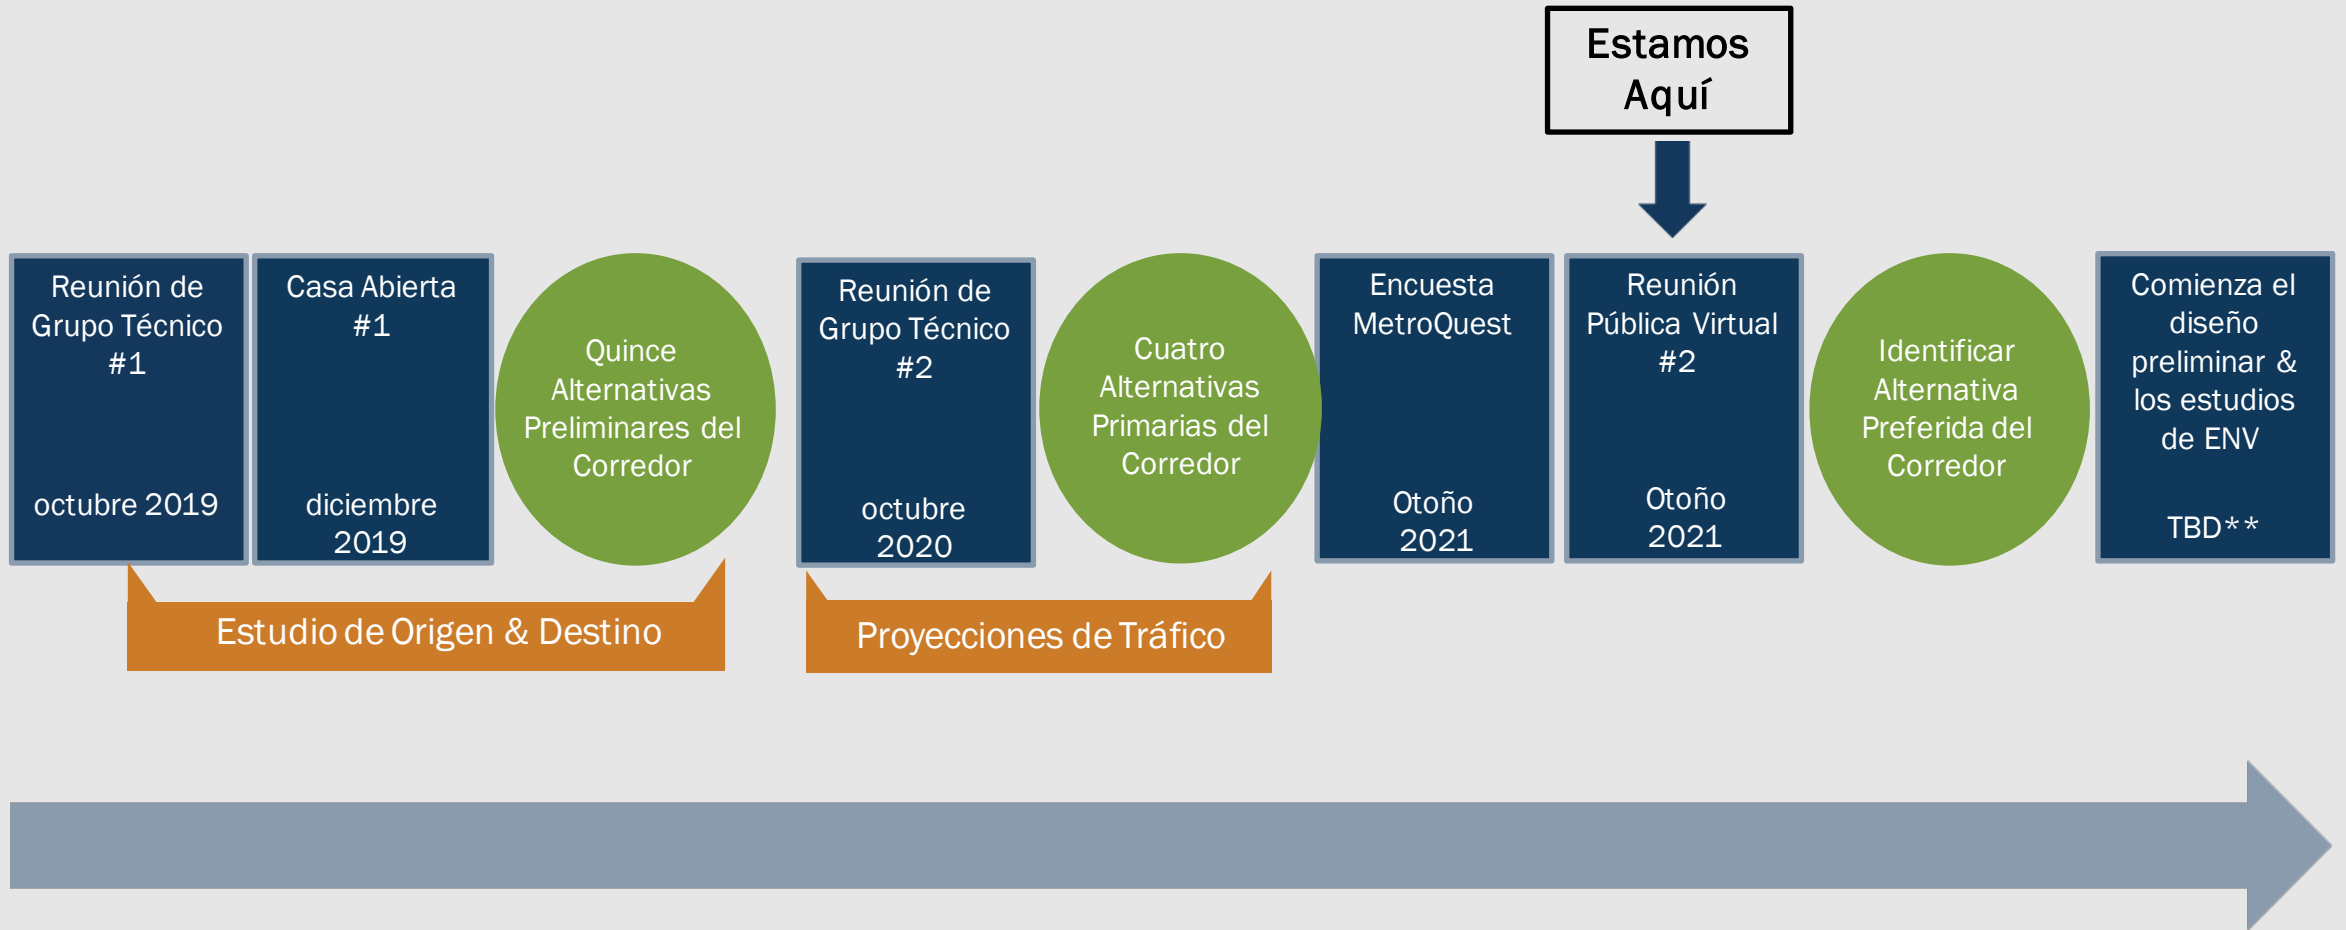 Estamos
Aquí
Reunión de
Grupo Técnico
#1
octubre 2019
Casa Abierta
#1
diciembre
2019
Quince
Alternativas
Preliminares del
Corredor
Reunión de
Grupo Técnico
#2
octubre
2020
Cuatro
Alternativas
Primarias del
Corredor
Encuesta
MetroQuest
Otoño
2021
Reunión
Pública Virtual
#2
Otoño
2021
Identificar
Alternativa
Preferida del
Corredor
Comienza el
diseño
preliminar &
los estudios
de ENV
TBD**
Estudio de Origen & Destino
Proyecciones de Tráfico